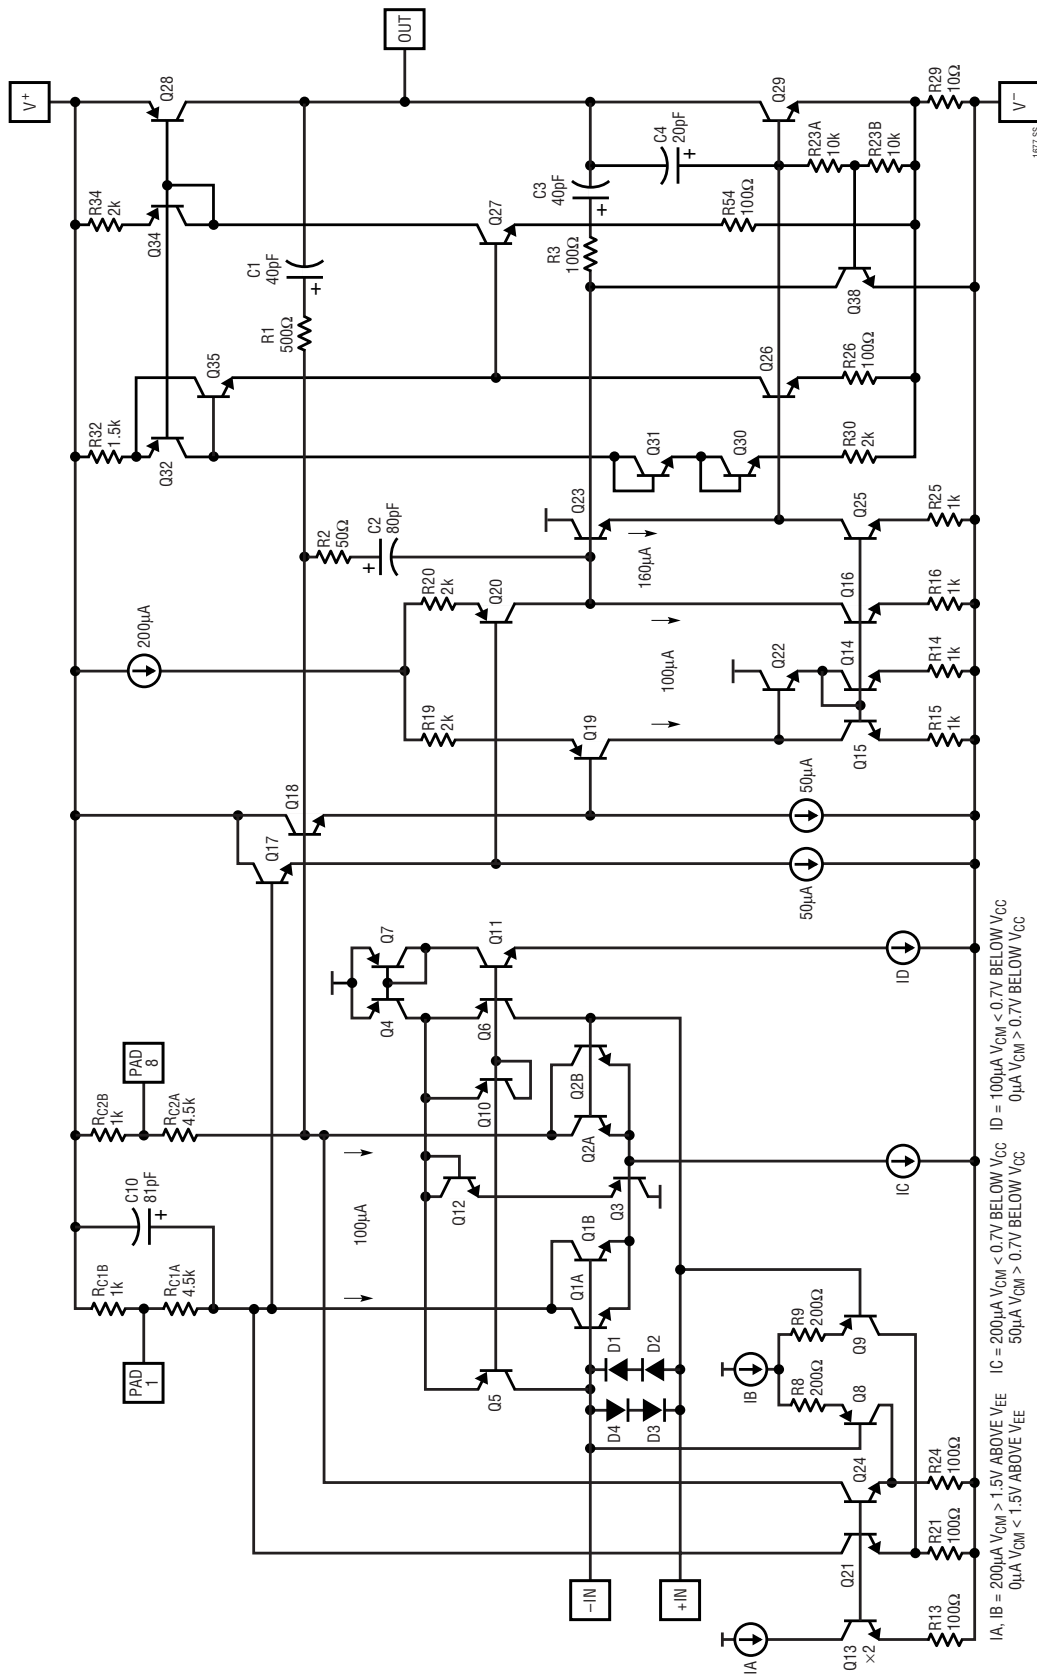 V+
Q28
OUT
Q29
R29
10Ω
V−
1677 SS
R34
2k
Q34
C1
40pF
+
R1
500Ω
Q27
C3
40pF
+
R3
100Ω
C4
20pF
+
R54
100Ω
R23A
10k
R23B
10k
Q38
R32
1.5k
Q32
Q35
Q26
R26
100Ω
Q31
Q30
R30
2k
R2
50Ω
+
C2
80pF
Q23
160µA
Q25
R25
1k
200µA
R20
2k
Q20
R19
2k
Q19
100µA
Q22
Q16
R16
1k
Q14
R14
1k
Q15
R15
1k
Q18
Q17
50µA
50µA
Q7
Q4
Q11
Q6
Q10
Q2B
Q2A
ID
PAD
8
RC2B
1k
RC2A
4.5k
C10
81pF
+
100µA
Q12
Q3
Q1B
Q1A
IC
RC1B
1k
RC1A
4.5k
PAD
1
Q5
D1
D2
D4
D3
IB
R9
200Ω
R8
200Ω
Q9
Q8
Q24
R24
100Ω
Q21
R21
100Ω
−IN
+IN
IA
Q13
×2
R13
100Ω
IA, IB = 200µA VCM > 1.5V ABOVE VEE
0µA VCM < 1.5V ABOVE VEE
IC = 200µA VCM < 0.7V BELOW VCC
50µA VCM > 0.7V BELOW VCC
ID = 100µA VCM < 0.7V BELOW VCC
0µA VCM > 0.7V BELOW VCC